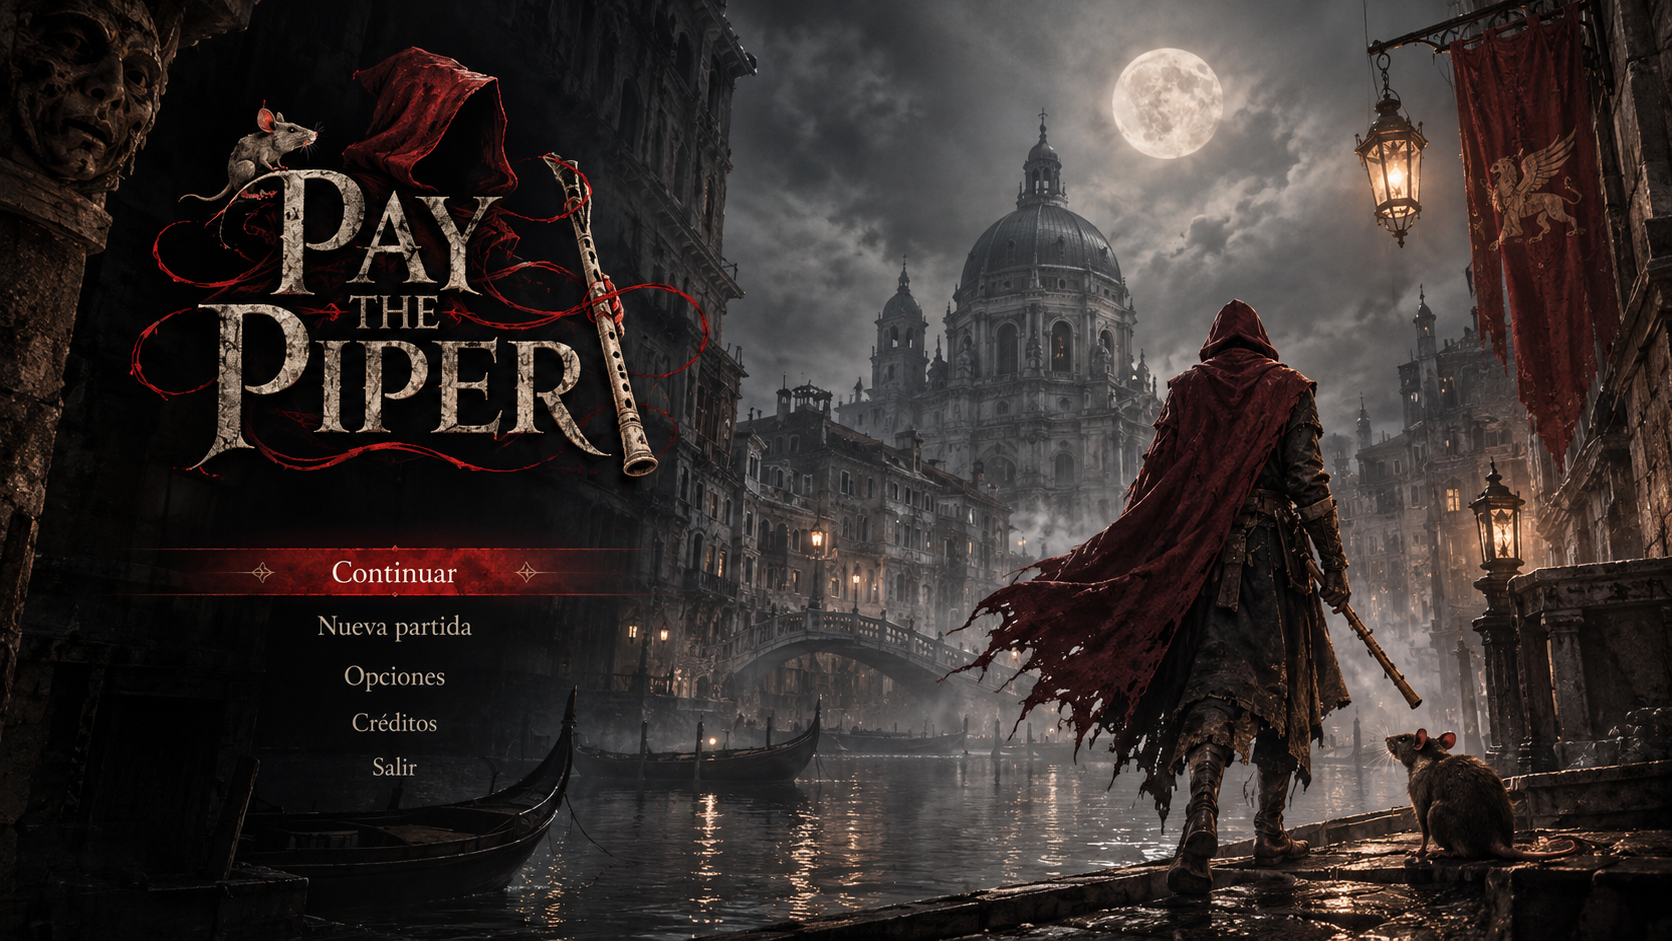 PAY
THE
PIPER
Continuar
Nueva partida
Opciones
Créditos
Salir